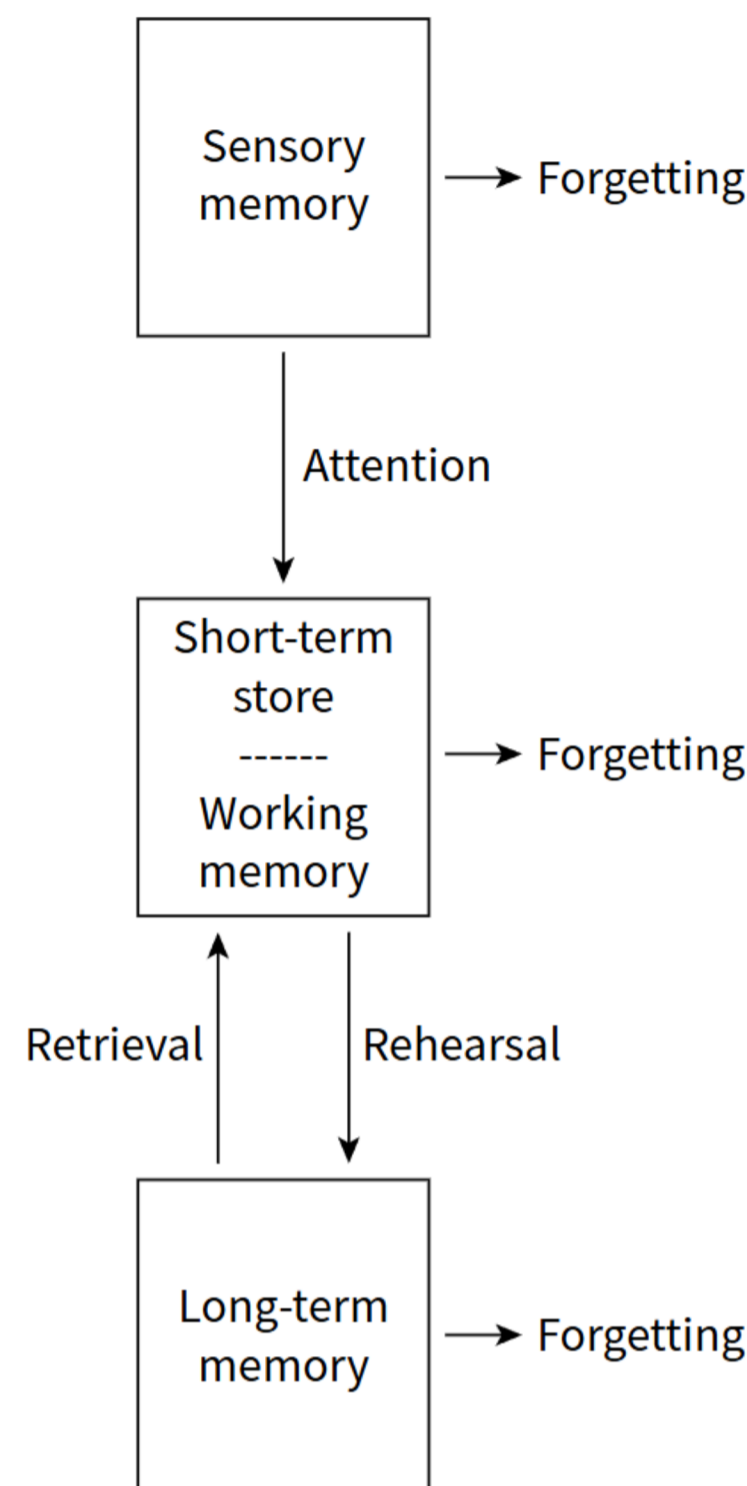 Sensory
memory
Forgetting
Attention
Short-term
store
------
Working
memory
Forgetting
Retrieval
Rehearsal
Long-term
memory
Forgetting